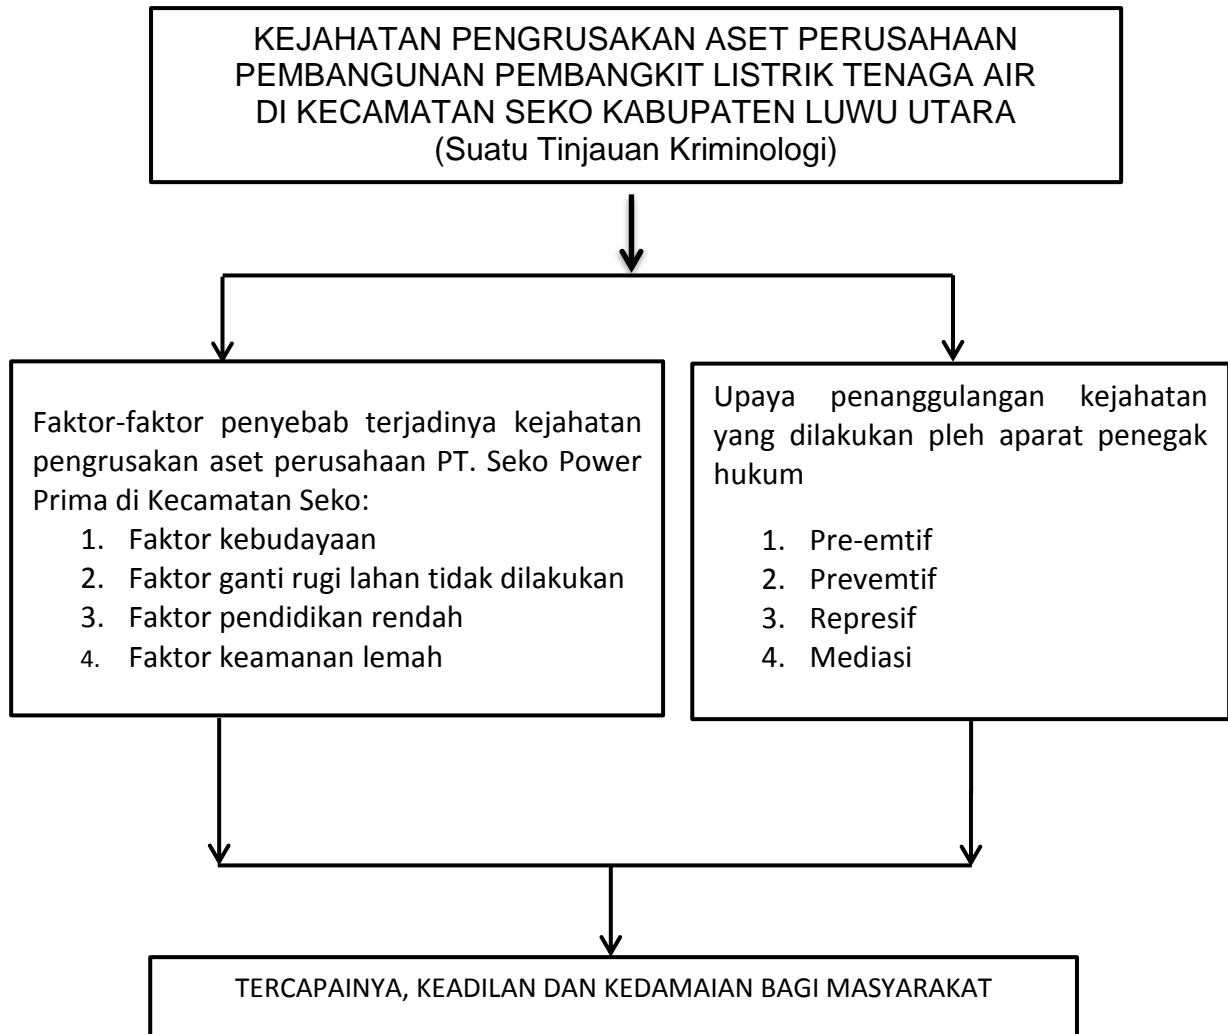 KEJAHATAN PENGRUSAKAN ASET PERUSAHAAN
PEMBANGUNAN PEMBANGKIT LISTRIK TENAGA AIR
DI KECAMATAN SEKO KABUPATEN LUWU UTARA
(Suatu Tinjauan Kriminologi)
Faktor-faktor penyebab terjadinya kejahatan
pengrusakan aset perusahaan PT. Seko Power
Prima di Kecamatan Seko:
1. Faktor kebudayaan
2. Faktor ganti rugi lahan tidak dilakukan
3. Faktor pendidikan rendah
4. Faktor keamanan lemah
Upaya penanggulangan kejahatan
yang dilakukan pleh aparat penegak
hukum
1. Pre-emtif
2. Prevemtif
3. Represif
4. Mediasi
TERCAPAINYA, KEADILAN DAN KEDAMAIAN BAGI MASYARAKAT